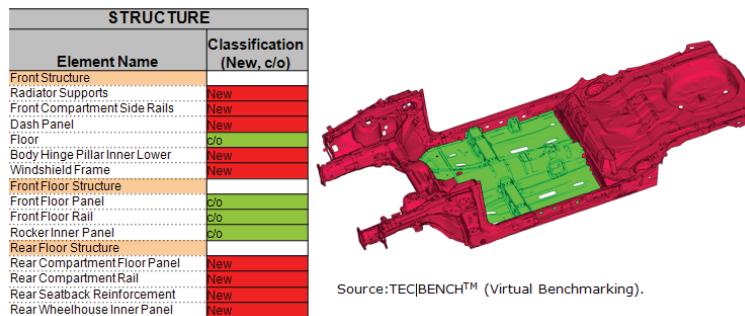 STRUCTURE
Element Name Classification (New, c/o)
Front Structure
Radiator Supports New
Front Compartment Side Rails New
Dash Panel New
Floor c/o
Body Hinge Pillar Inner Lower New
Windshield Frame New
Front Floor Structure
Front Floor Panel c/o
Front Floor Rail c/o
Rocker Inner Panel c/o
Rear Floor Structure
Rear Compartment Floor Panel New
Rear Compartment Rail New
Rear Seatback Reinforcement New
Rear Wheelhouse Inner Panel New
Source:TEC|BENCH™ (Virtual Benchmarking).